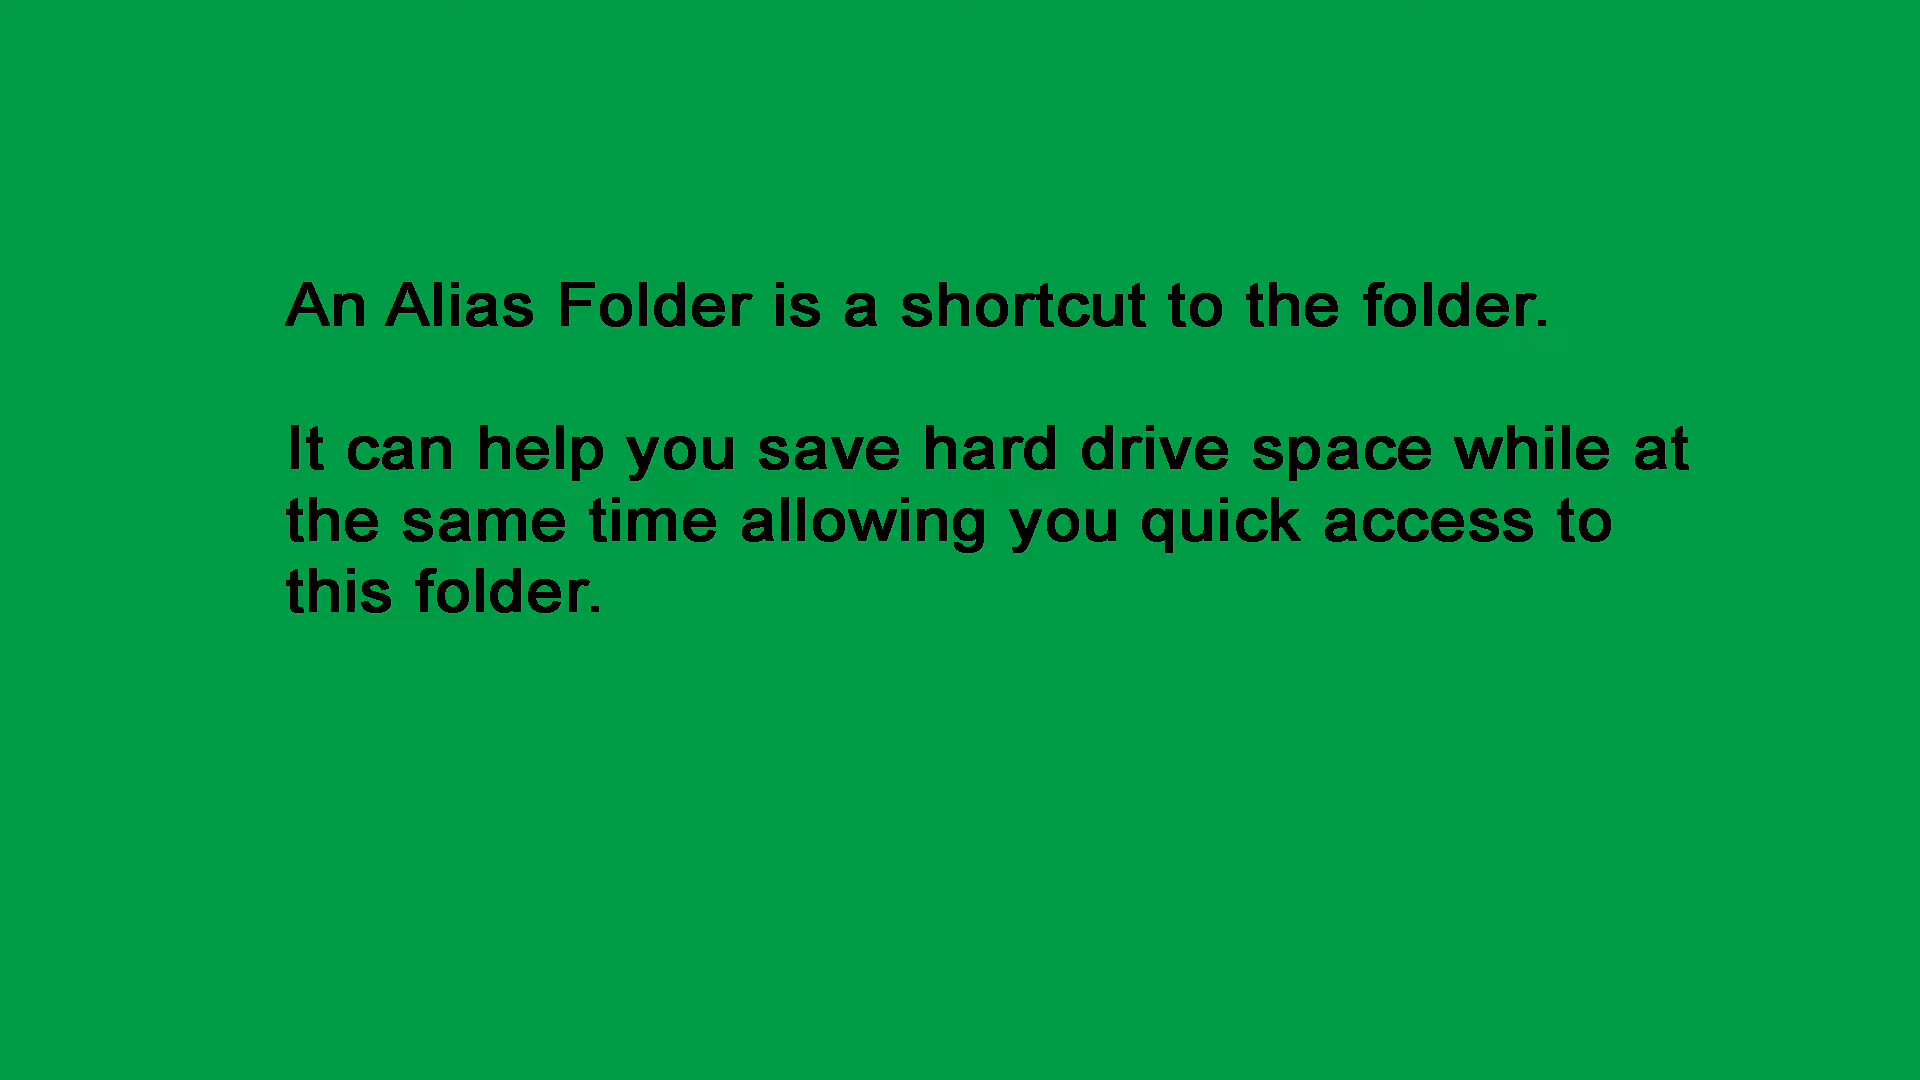 An Alias Folder is a shortcut to the folder.
It can help you save hard drive space while at
the same time allowing you quick access to
this folder.